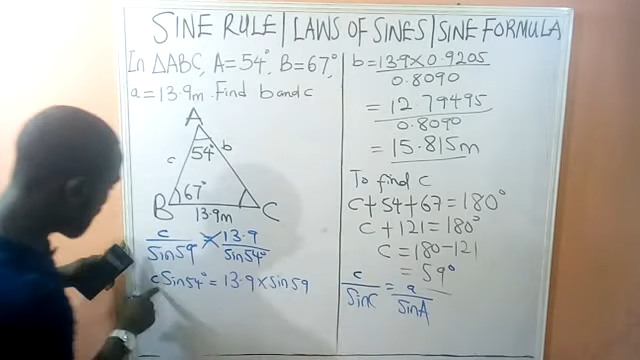 SINE RULE | LAWS OF SINES | SINE FORMULA
In ΔABC, A=54°, B=67°,
a=13.9m. Find b and c
A
54°
c
b
67°
B
13.9m
C
c/Sin59° × 13.9/Sin54°
cSin54° = 13.9×Sin59
b = 13.9×0.9205/0.8090
= 12.79495/0.8090
= 15.815m
To find C
C+54+67=180°
C+121=180°
C=180-121
= 59°
c/SinC = a/SinA